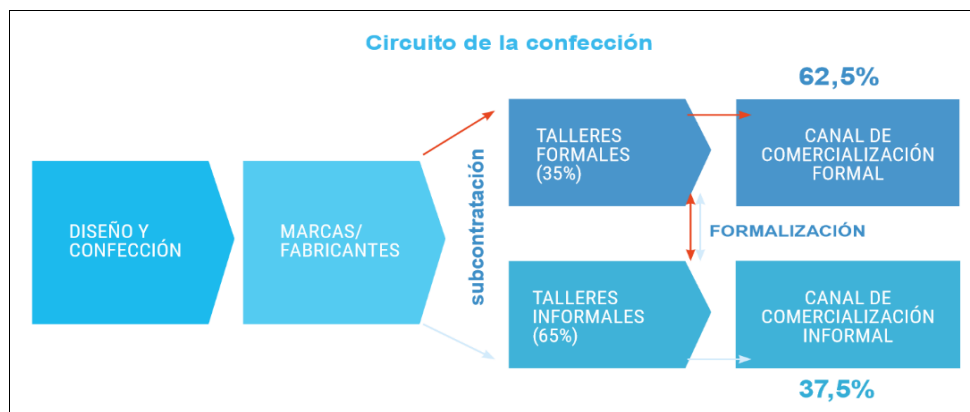 Circuito de la confección
62,5%
DISEÑO Y
CONFECCIÓN
MARCAS/
FABRICANTES
subcontratación
TALLERES
FORMALES
(35%)
CANAL DE
COMERCIALIZACIÓN
FORMAL
FORMALIZACIÓN
TALLERES
INFORMALES
(65%)
CANAL DE
COMERCIALIZACIÓN
INFORMAL
37,5%